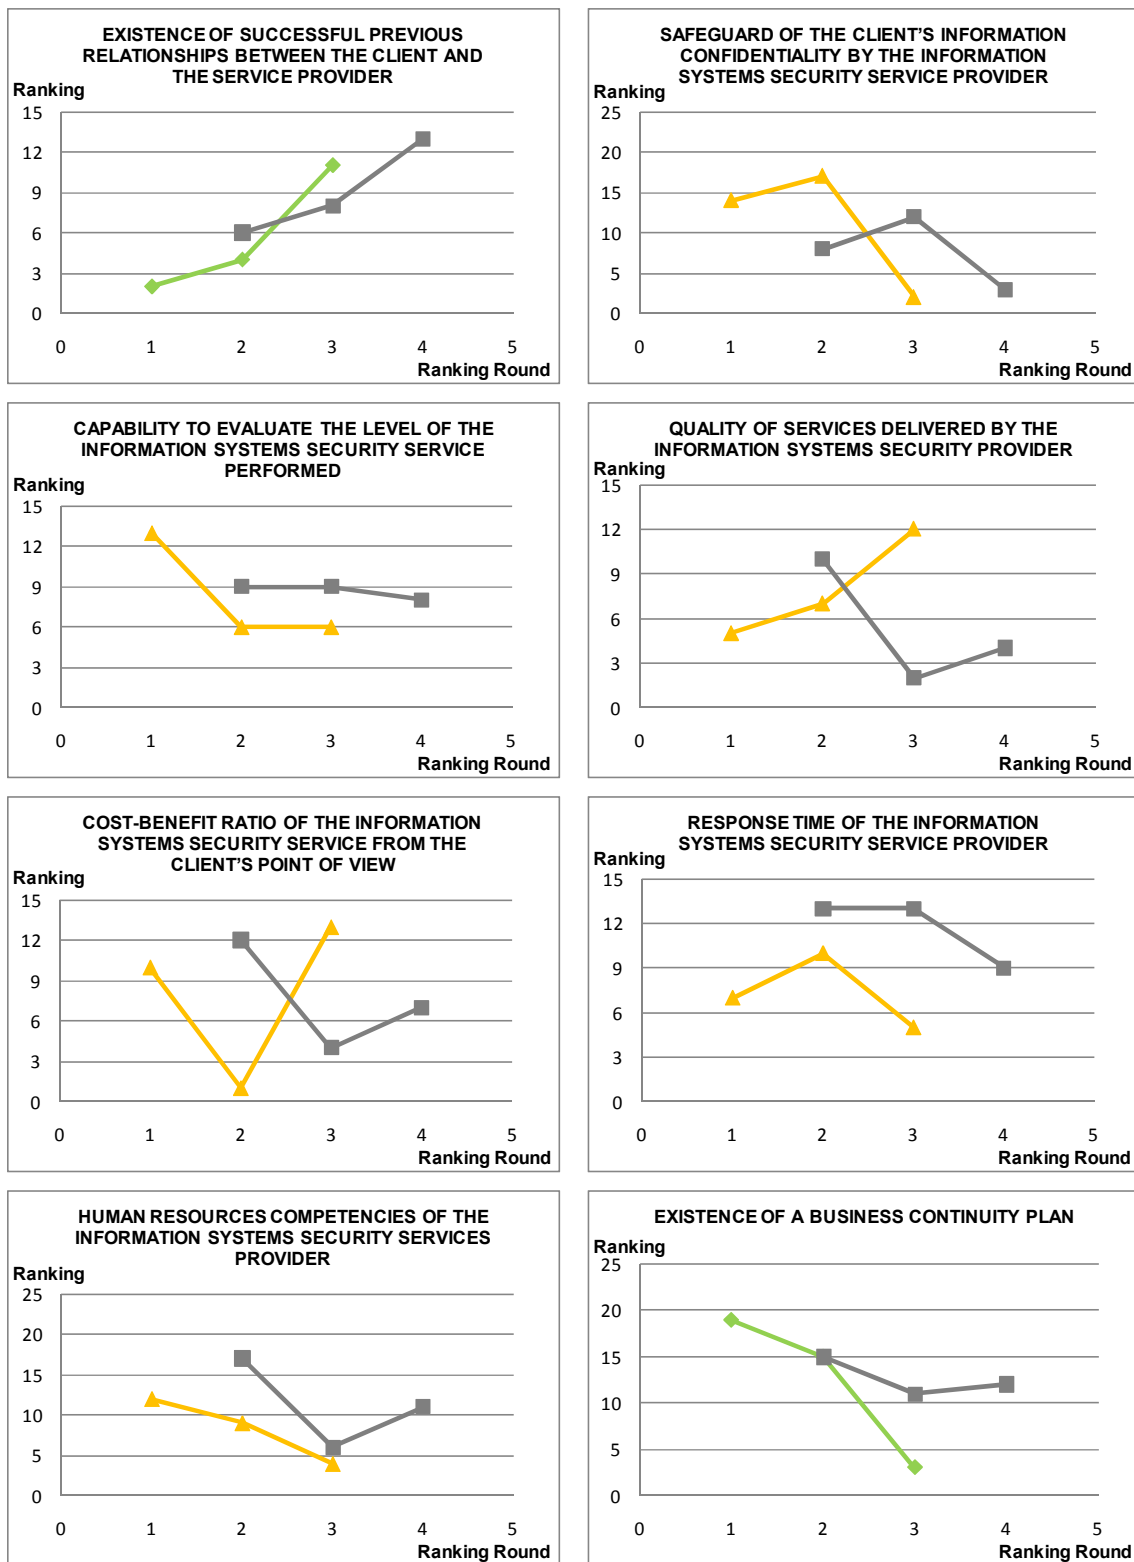 EXISTENCE OF SUCCESSFUL PREVIOUS
RELATIONSHIPS BETWEEN THE CLIENT AND
THE SERVICE PROVIDER
Ranking
15
12
9
6
3
0
0 1 2 3 4 5
Ranking Round
SAFEGUARD OF THE CLIENT'S INFORMATION
CONFIDENTIALITY BY THE INFORMATION
SYSTEMS SECURITY SERVICE PROVIDER
Ranking
25
20
15
10
5
0
0 1 2 3 4 5
Ranking Round
CAPABILITY TO EVALUATE THE LEVEL OF THE
INFORMATION SYSTEMS SECURITY SERVICE
PERFORMED
Ranking
15
12
9
6
3
0
0 1 2 3 4 5
Ranking Round
QUALITY OF SERVICES DELIVERED BY THE
INFORMATION SYSTEMS SECURITY PROVIDER
Ranking
15
12
9
6
3
0
0 1 2 3 4 5
Ranking Round
COST-BENEFIT RATIO OF THE INFORMATION
SYSTEMS SECURITY SERVICE FROM THE
CLIENT'S POINT OF VIEW
Ranking
15
12
9
6
3
0
0 1 2 3 4 5
Ranking Round
RESPONSE TIME OF THE INFORMATION
SYSTEMS SECURITY SERVICE PROVIDER
Ranking
15
12
9
6
3
0
0 1 2 3 4 5
Ranking Round
HUMAN RESOURCES COMPETENCIES OF THE
INFORMATION SYSTEMS SECURITY SERVICES
PROVIDER
Ranking
25
20
15
10
5
0
0 1 2 3 4 5
Ranking Round
EXISTENCE OF A BUSINESS CONTINUITY PLAN
Ranking
25
20
15
10
5
0
0 1 2 3 4 5
Ranking Round